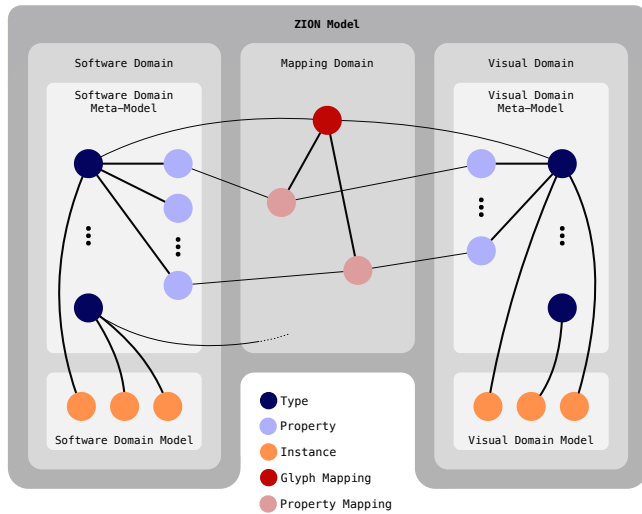 ZION Model
Software Domain
Mapping Domain
Visual Domain
Software Domain
Meta−Model
Visual Domain
Meta−Model
Software Domain Model
Visual Domain Model
Type
Property
Instance
Glyph Mapping
Property Mapping